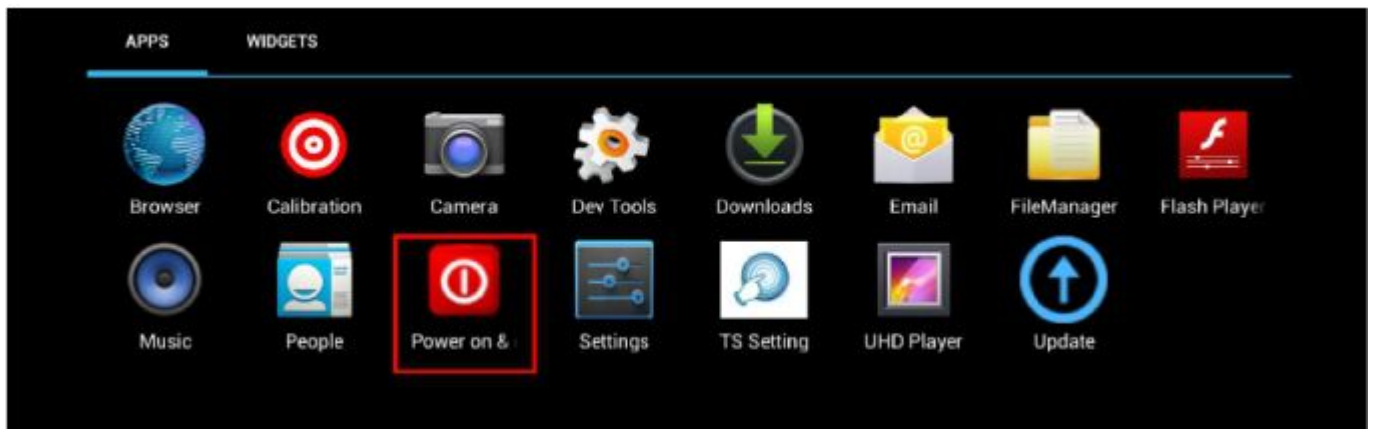 APPS WIDGETS
Browser Calibration Camera Dev Tools Downloads Email FileManager Flash Player
Music People Power on & Settings TS Setting UHD Player Update